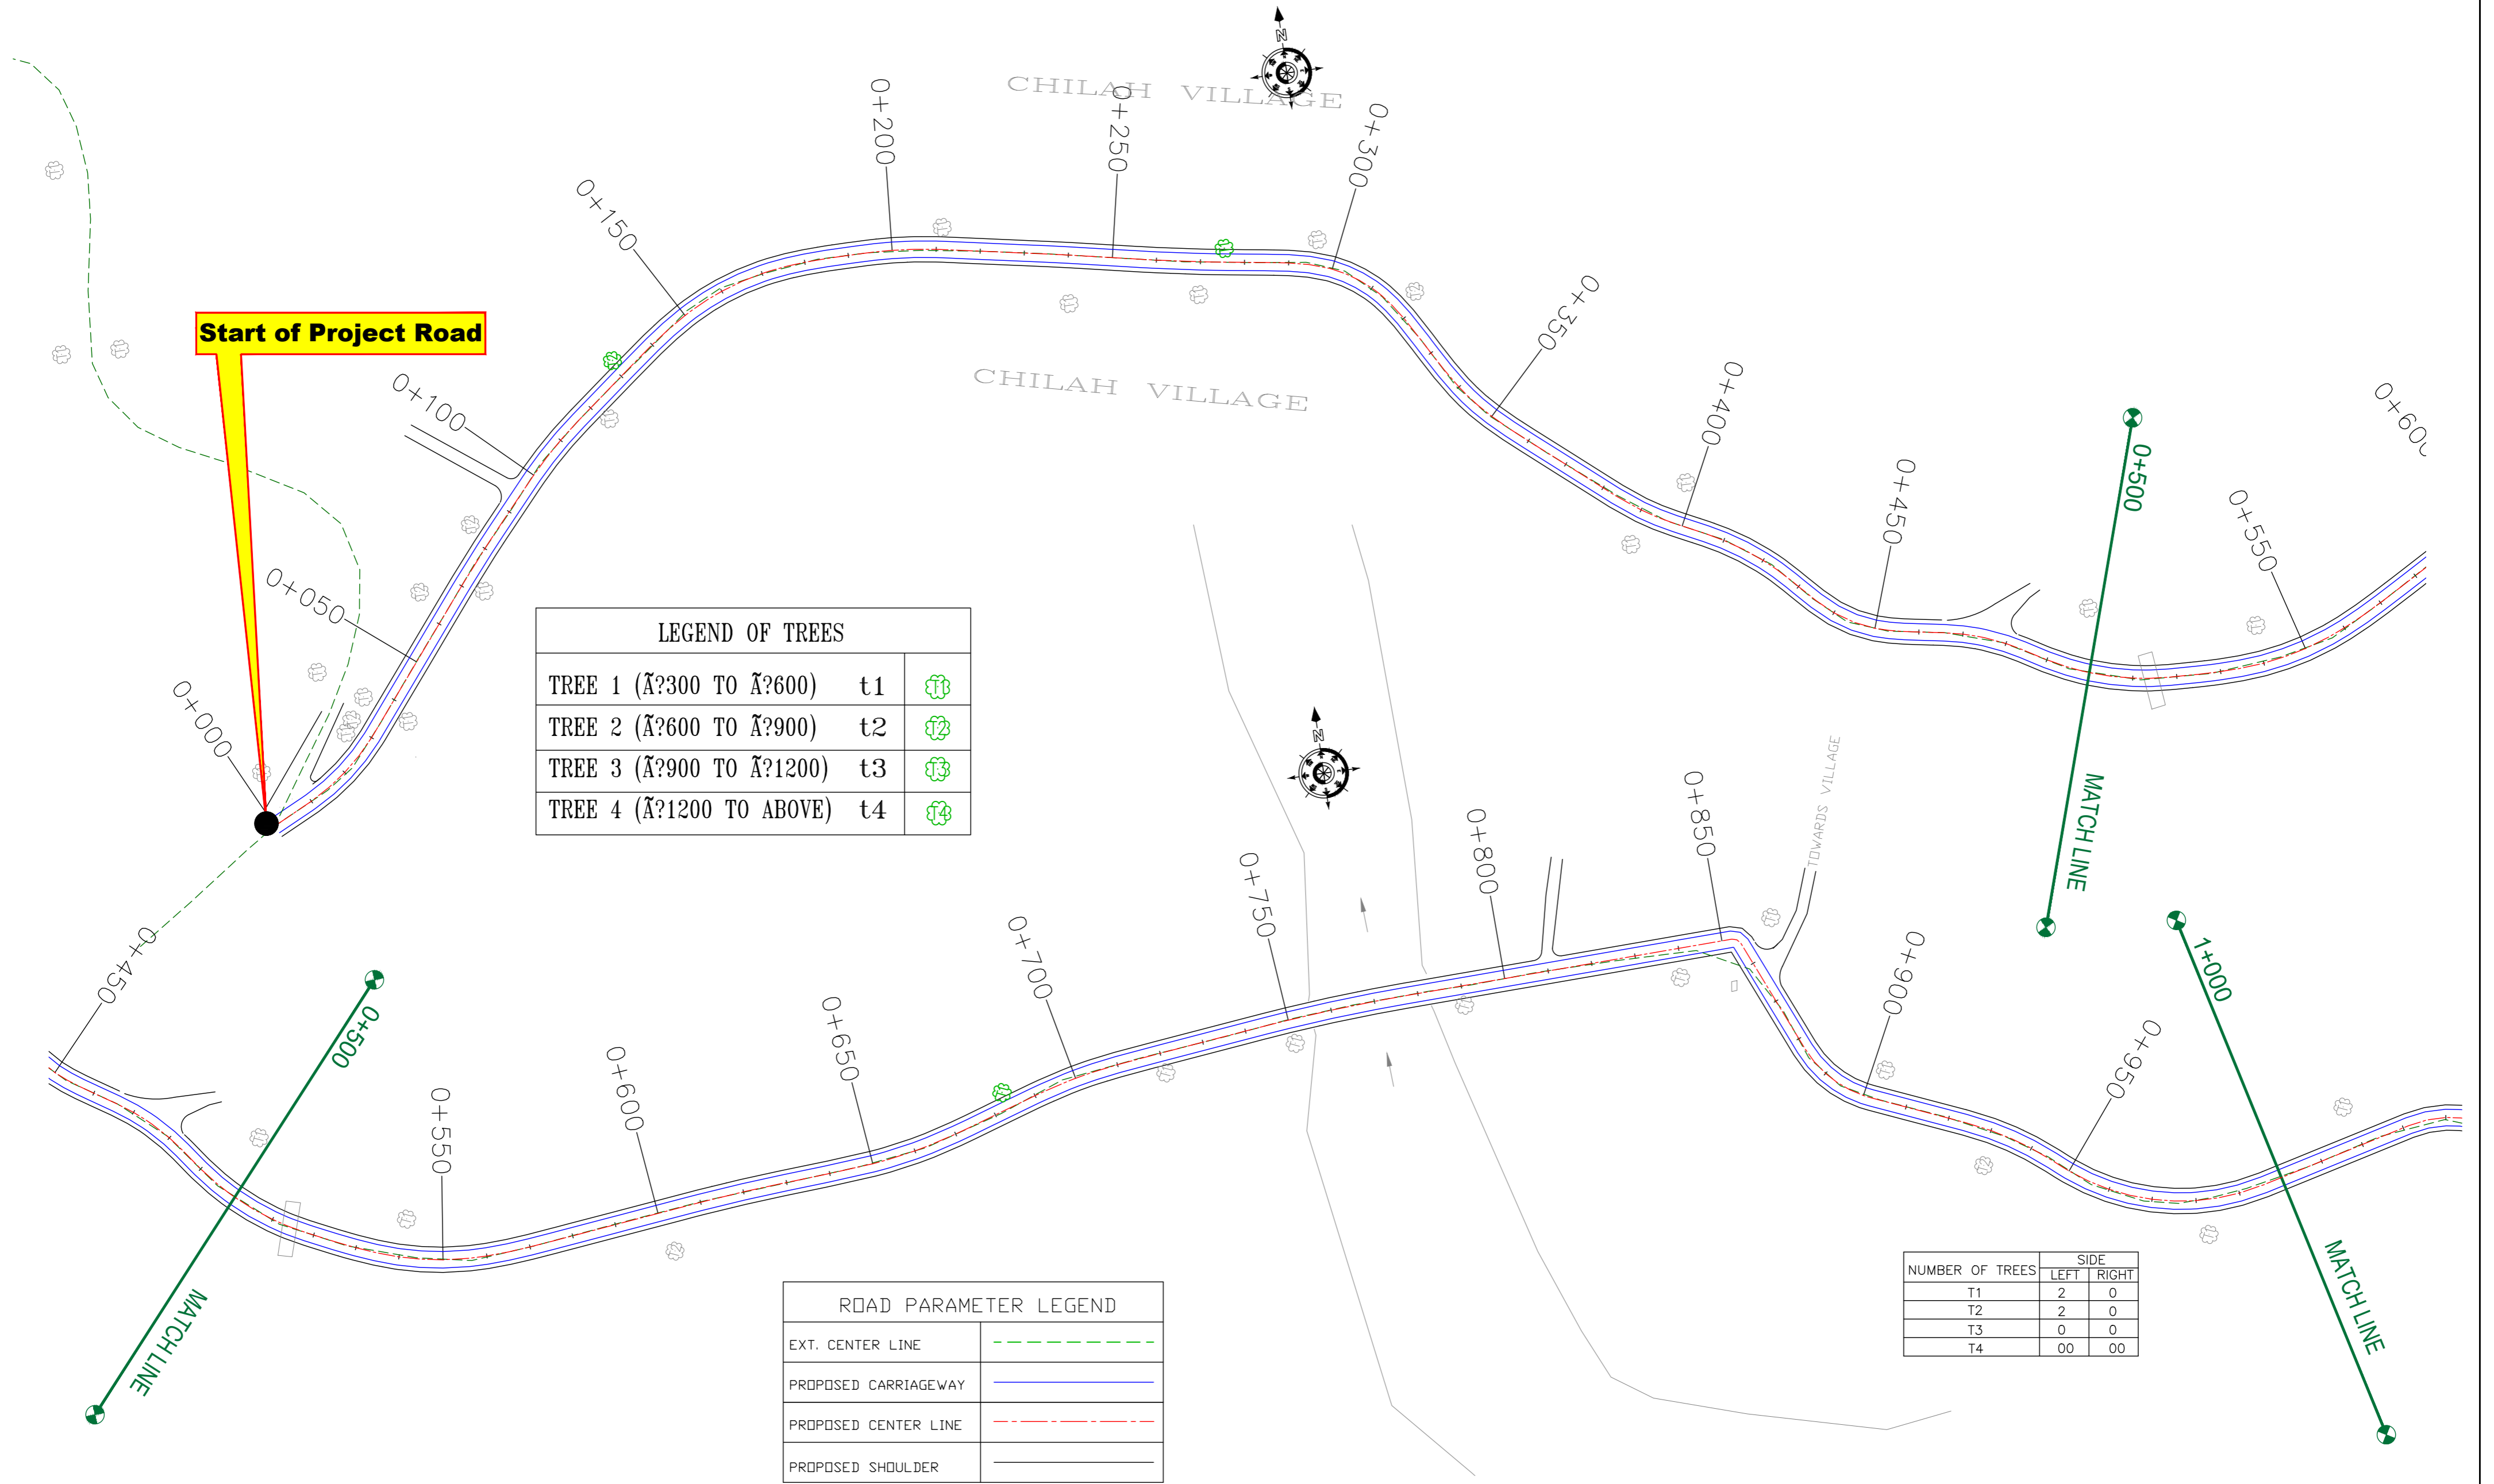 N
CHILAH VILLAGE
0+200
0+250
0+300
0+150
Start of Project Road
0+100
CHILAH VILLAGE
0+350
0+400
0+450
0+500
0+550
0+050
0+000
LEGEND OF TREES
TREE 1 (Ã?300 TO Ã?600) t1 T1
TREE 2 (Ã?600 TO Ã?900) t2 T2
TREE 3 (Ã?900 TO Ã?1200) t3 T3
TREE 4 (Ã?1200 TO ABOVE) t4 T4
MATCH LINE
N
TOWARDS VILLAGE
0+450
0+500
0+550
0+600
0+650
0+700
0+750
0+800
0+850
0+900
0+950
1+000
MATCH LINE
MATCH LINE
ROAD PARAMETER LEGEND
EXT. CENTER LINE
PROPOSED CARRIAGEWAY
PROPOSED CENTER LINE
PROPOSED SHOULDER
NUMBER OF TREES SIDE
LEFT RIGHT
T1 2 0
T2 2 0
T3 0 0
T4 00 00